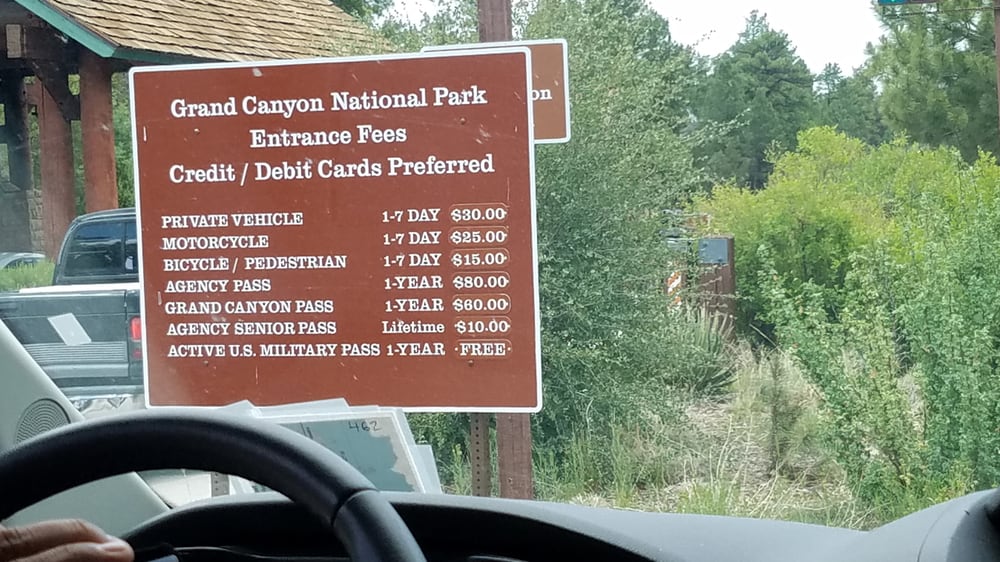 Grand Canyon National Park
Entrance Fees
Credit / Debit Cards Preferred
PRIVATE VEHICLE 1-7 DAY $30.00
MOTORCYCLE 1-7 DAY $25.00
BICYCLE / PEDESTRIAN 1-7 DAY $15.00
AGENCY PASS 1-YEAR $80.00
GRAND CANYON PASS 1-YEAR $60.00
AGENCY SENIOR PASS Lifetime $10.00
ACTIVE U.S. MILITARY PASS 1-YEAR FREE
on
462